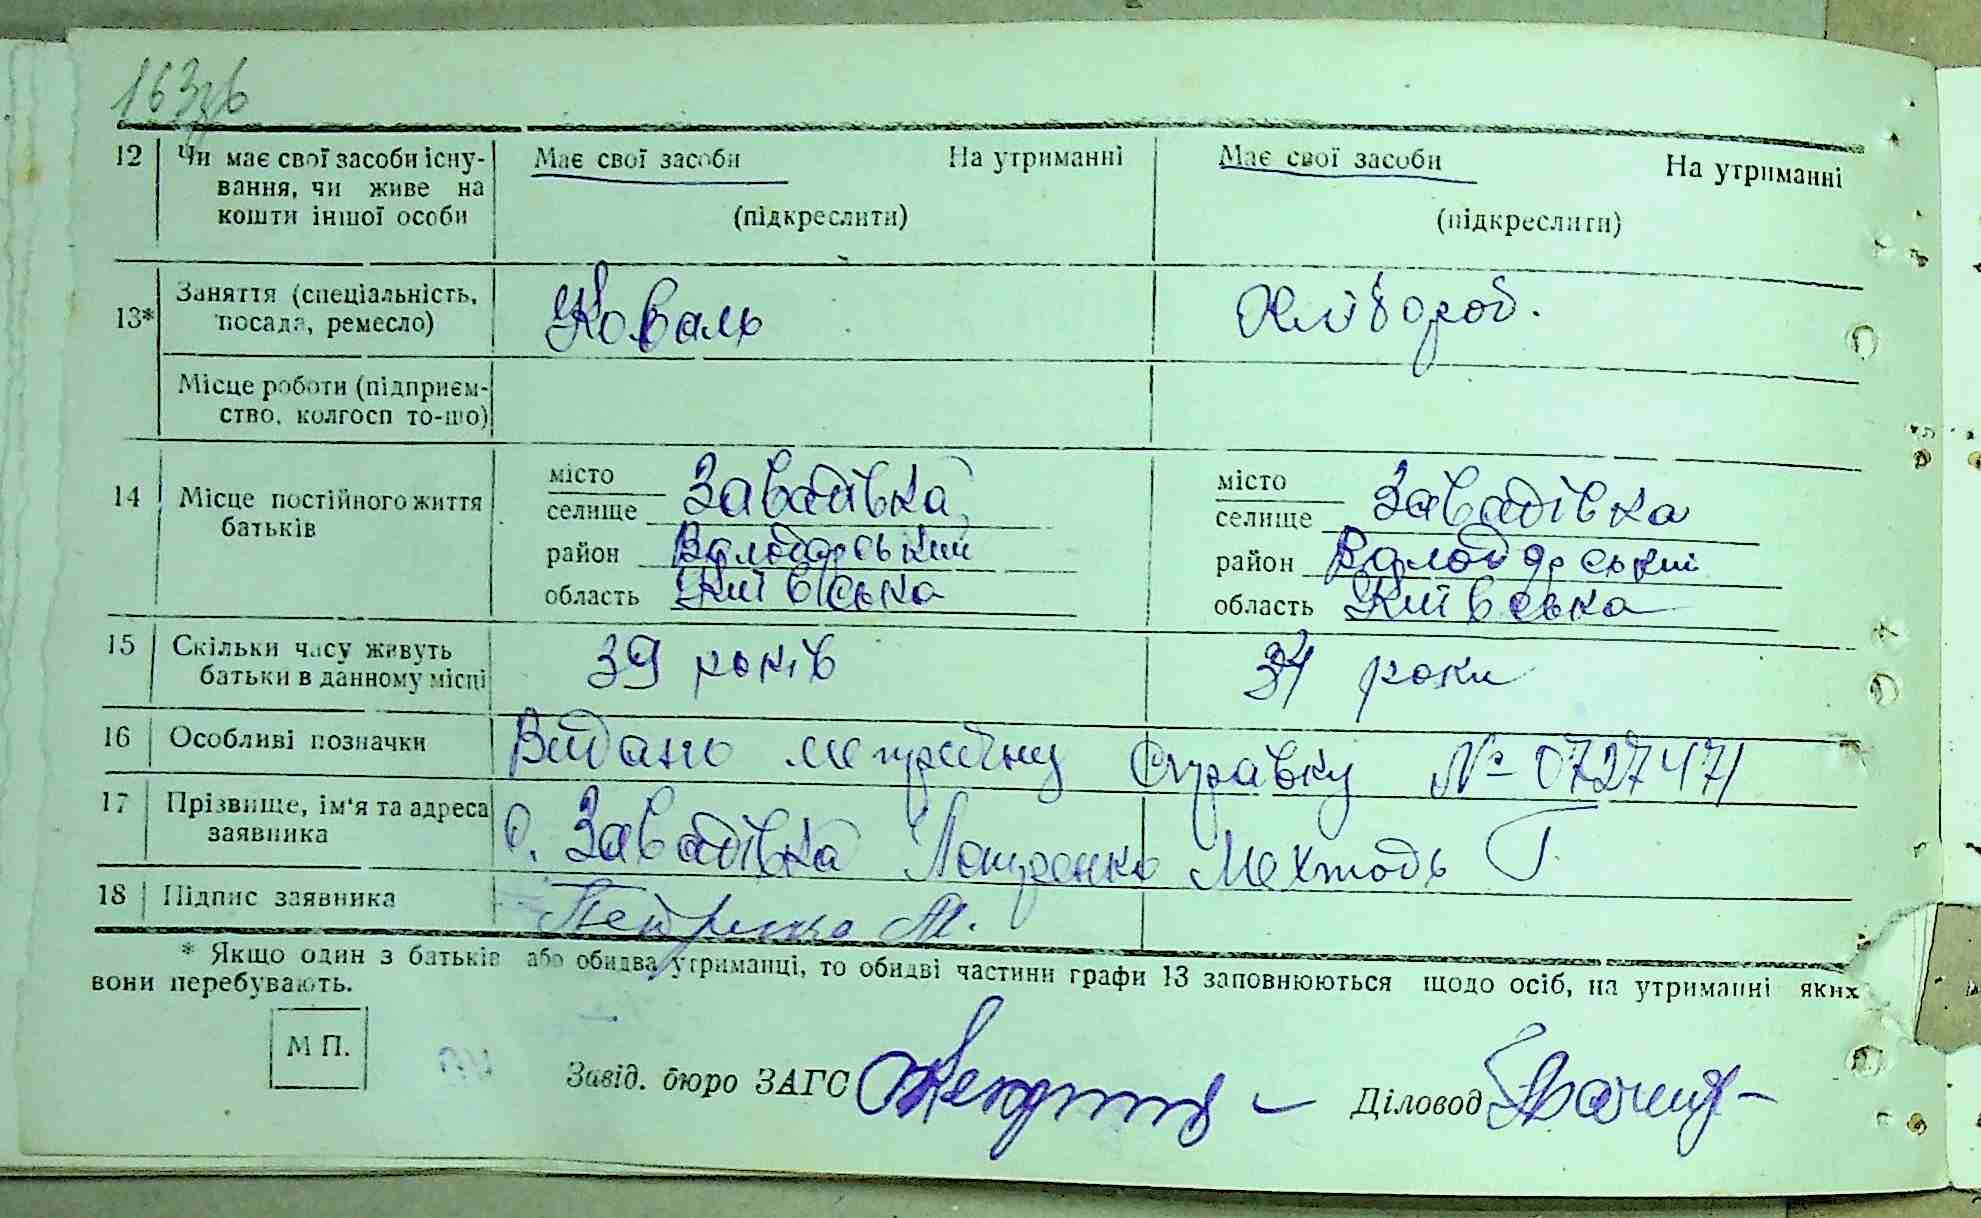 163зв
12 Чи має свої засоби існу- Має свої засоби На утриманні Має свої засоби На утриманні
вання, чи живе на
кошти іншої особи (підкреслити) (підкреслити)
13* Заняття (спеціальність, Коваль Хлібороб.
посада, ремесло)
Місце роботи (підприєм-
ство, колгосп то-що)
14 Місце постійного життя місто Завадівка місто Завадівка
батьків селище селище
район Володарський район Володарський
область Київська область Київська
15 Скільки часу живуть 39 років 34 роки
батьки в данному місці
16 Особливі позначки Видано метричну справку № 0727471
17 Прізвище, ім'я та адреса с. Завадівка Петренко Мехтодь Г.
заявника
18 Підпис заявника Петренко М.
* Якщо один з батьків або обидва утриманці, то обидві частини графи 13 заповнюються щодо осіб, на утриманні яких
вони перебувають.
М П.
Завід. бюро ЗАГС Діловод